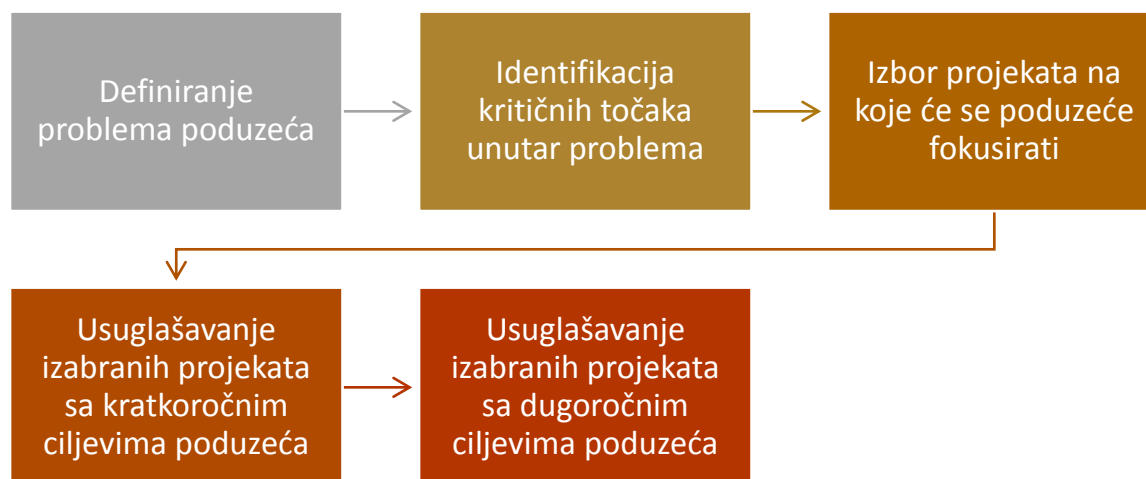 Definiranje
problema poduzeća
Identifikacija
kritičnih točaka
unutar problema
Izbor projekata na
koje će se poduzeće
fokusirati
Usuglašavanje
izabranih projekata
sa kratkoročnim
ciljevima poduzeća
Usuglašavanje
izabranih projekata
sa dugoročnim
ciljevima poduzeća